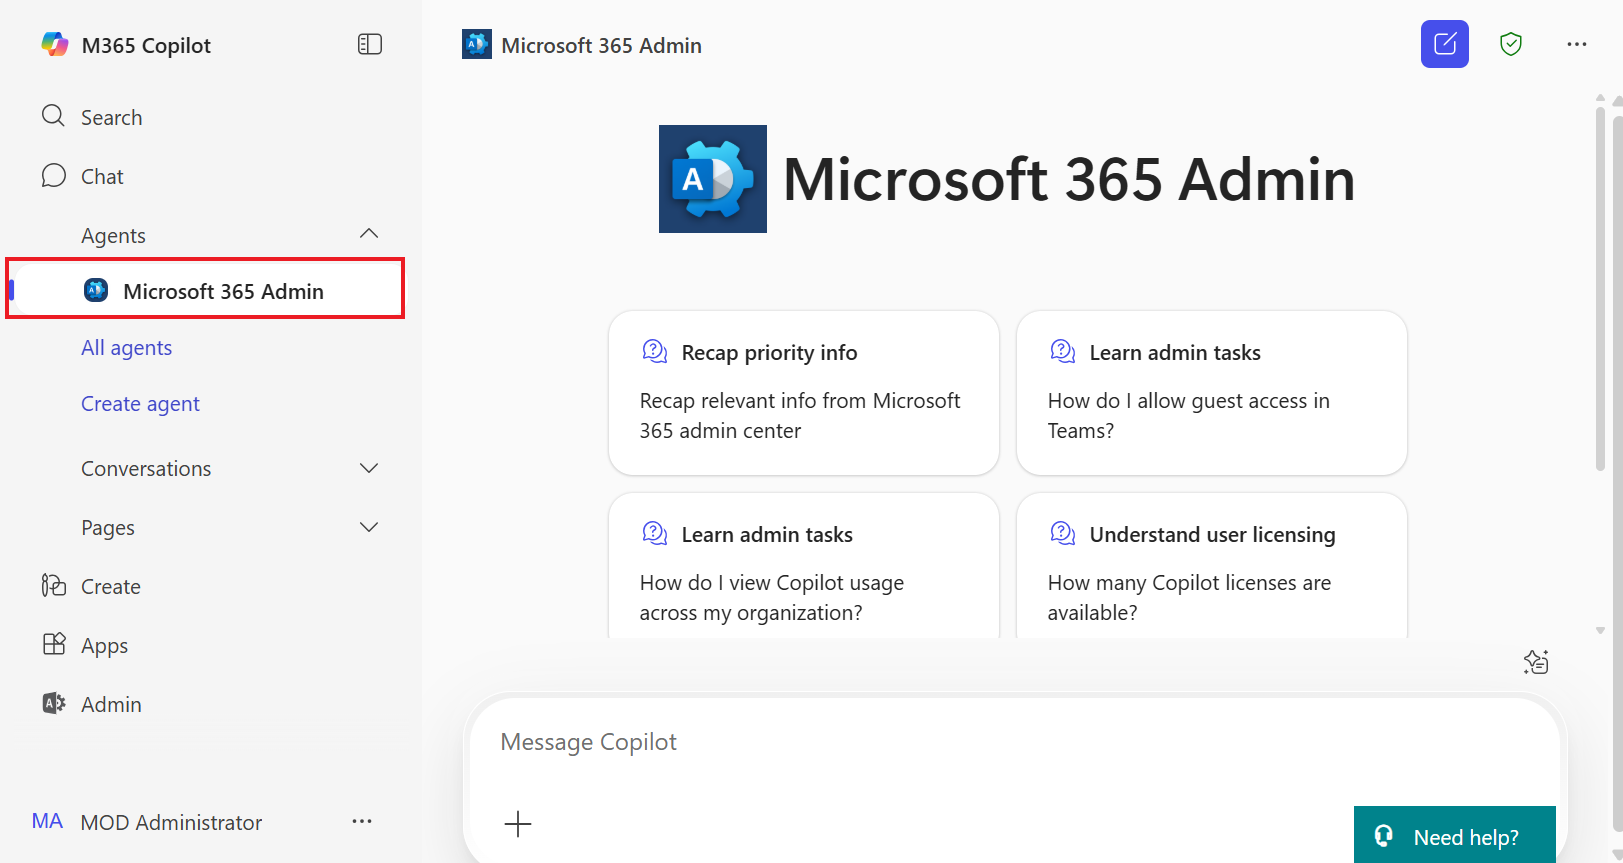 M365 Copilot
Search
Chat
Agents
Microsoft 365 Admin
All agents
Create agent
Conversations
Pages
Create
Apps
Admin
MA MOD Administrator
Microsoft 365 Admin
Microsoft 365 Admin
Recap priority info
Recap relevant info from Microsoft
365 admin center
Learn admin tasks
How do I allow guest access in
Teams?
Learn admin tasks
How do I view Copilot usage
across my organization?
Understand user licensing
How many Copilot licenses are
available?
Message Copilot
Need help?